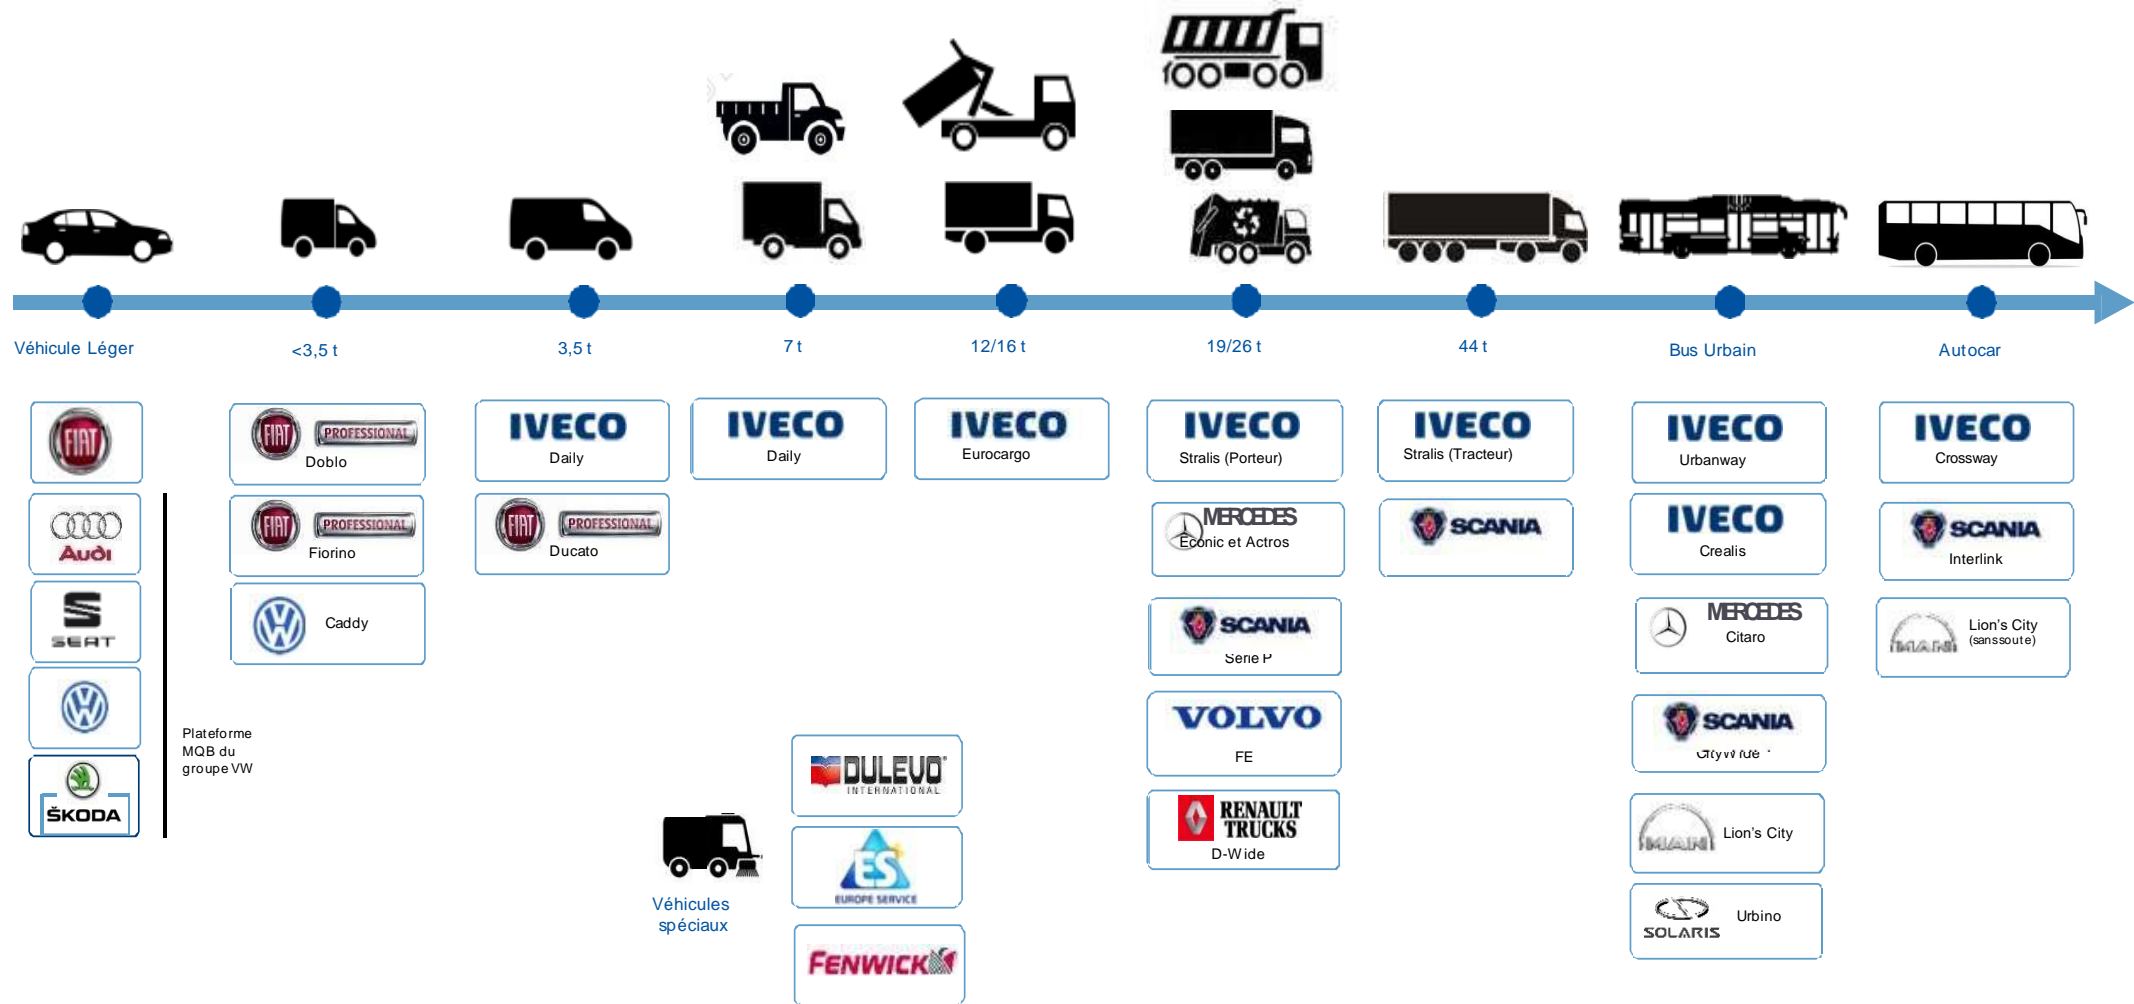 Véhicule Léger
<3,5 t
3,5 t
7 t
12/16 t
19/26 t
44 t
Bus Urbain
Autocar
FIAT
Audi
SEAT
ŠKODA
Plateforme
MQB du
groupe VW
FIAT PROFESSIONAL
Doblo
FIAT PROFESSIONAL
Fiorino
Caddy
IVECO
Daily
FIAT PROFESSIONAL
Ducato
IVECO
Daily
IVECO
Eurocargo
IVECO
Stralis (Porteur)
MERCEDES
Econic et Actros
SCANIA
Serie P
VOLVO
FE
RENAULT
TRUCKS
D-Wide
IVECO
Stralis (Tracteur)
SCANIA
IVECO
Urbanway
IVECO
Crealis
MERCEDES
Citaro
SCANIA
MAN
Lion's City
SOLARIS
Urbino
IVECO
Crossway
SCANIA
Interlink
MAN
Lion's City
(sans soute)
Véhicules
spéciaux
DULEVO
INTERNATIONAL
ES
EUROPE SERVICE
FENWICK